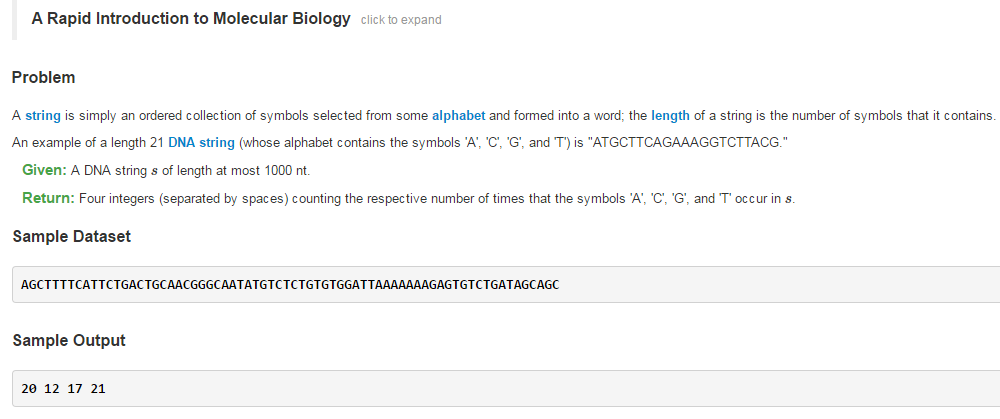 A Rapid Introduction to Molecular Biology click to expand
Problem
A string is simply an ordered collection of symbols selected from some alphabet and formed into a word; the length of a string is the number of symbols that it contains.
An example of a length 21 DNA string (whose alphabet contains the symbols 'A', 'C', 'G', and 'T') is "ATGCTTCAGAAAGGTCTTACG."
Given: A DNA string s of length at most 1000 nt.
Return: Four integers (separated by spaces) counting the respective number of times that the symbols 'A', 'C', 'G', and 'T' occur in s.
Sample Dataset
AGCTTTTCATTCTGACTGCAACGGGCAATATGTCTCTGTGTGGATTAAAAAAAGAGTGTCTGATAGCAGC
Sample Output
20 12 17 21